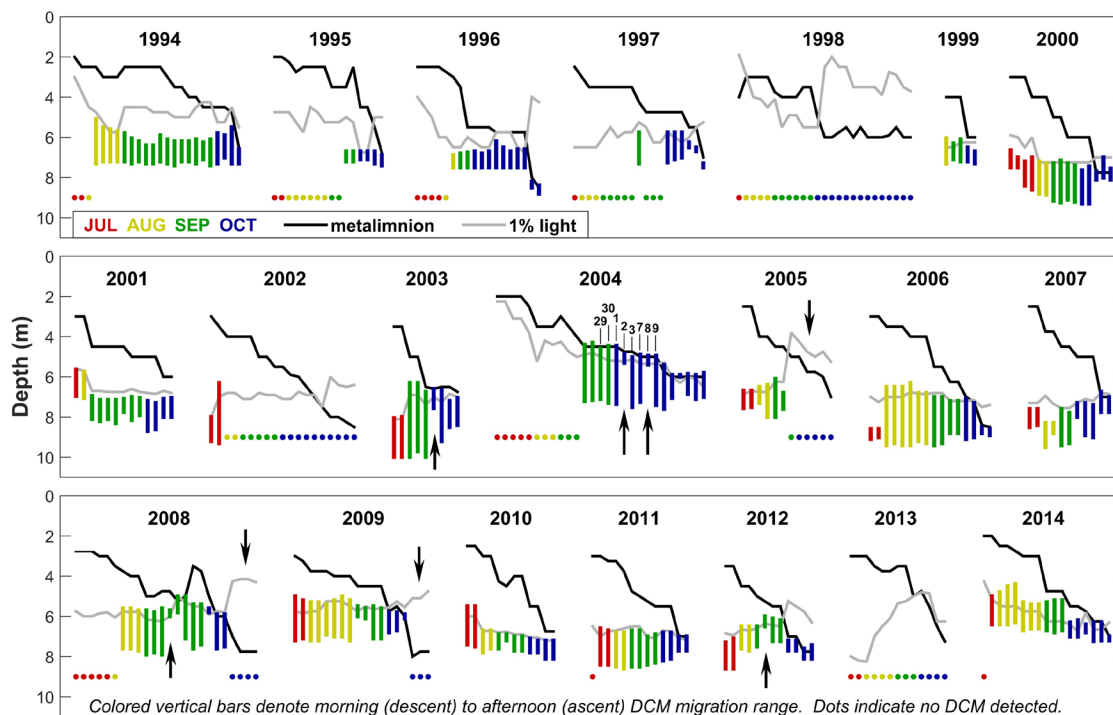 0
2
4
6
8
10
1994 1995 1996 1997 1998 1999 2000
JUL AUG SEP OCT metalimnion 1% light
Depth (m)
0
2
4
6
8
10
2001 2002 2003 2004 2005 2006 2007
29 30 1 2 3 7 8 9
0
2
4
6
8
10
2008 2009 2010 2011 2012 2013 2014
Colored vertical bars denote morning (descent) to afternoon (ascent) DCM migration range. Dots indicate no DCM detected.